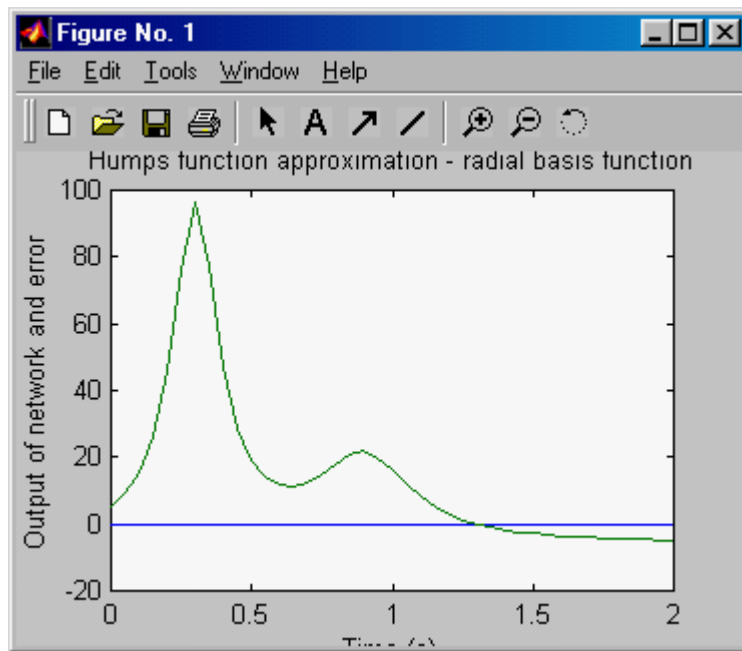 Figure No. 1
File Edit Tools Window Help
A
Humps function approximation - radial basis function
Output of network and error
100
80
60
40
20
0
-20
0 0.5 1 1.5 2
Time (s)